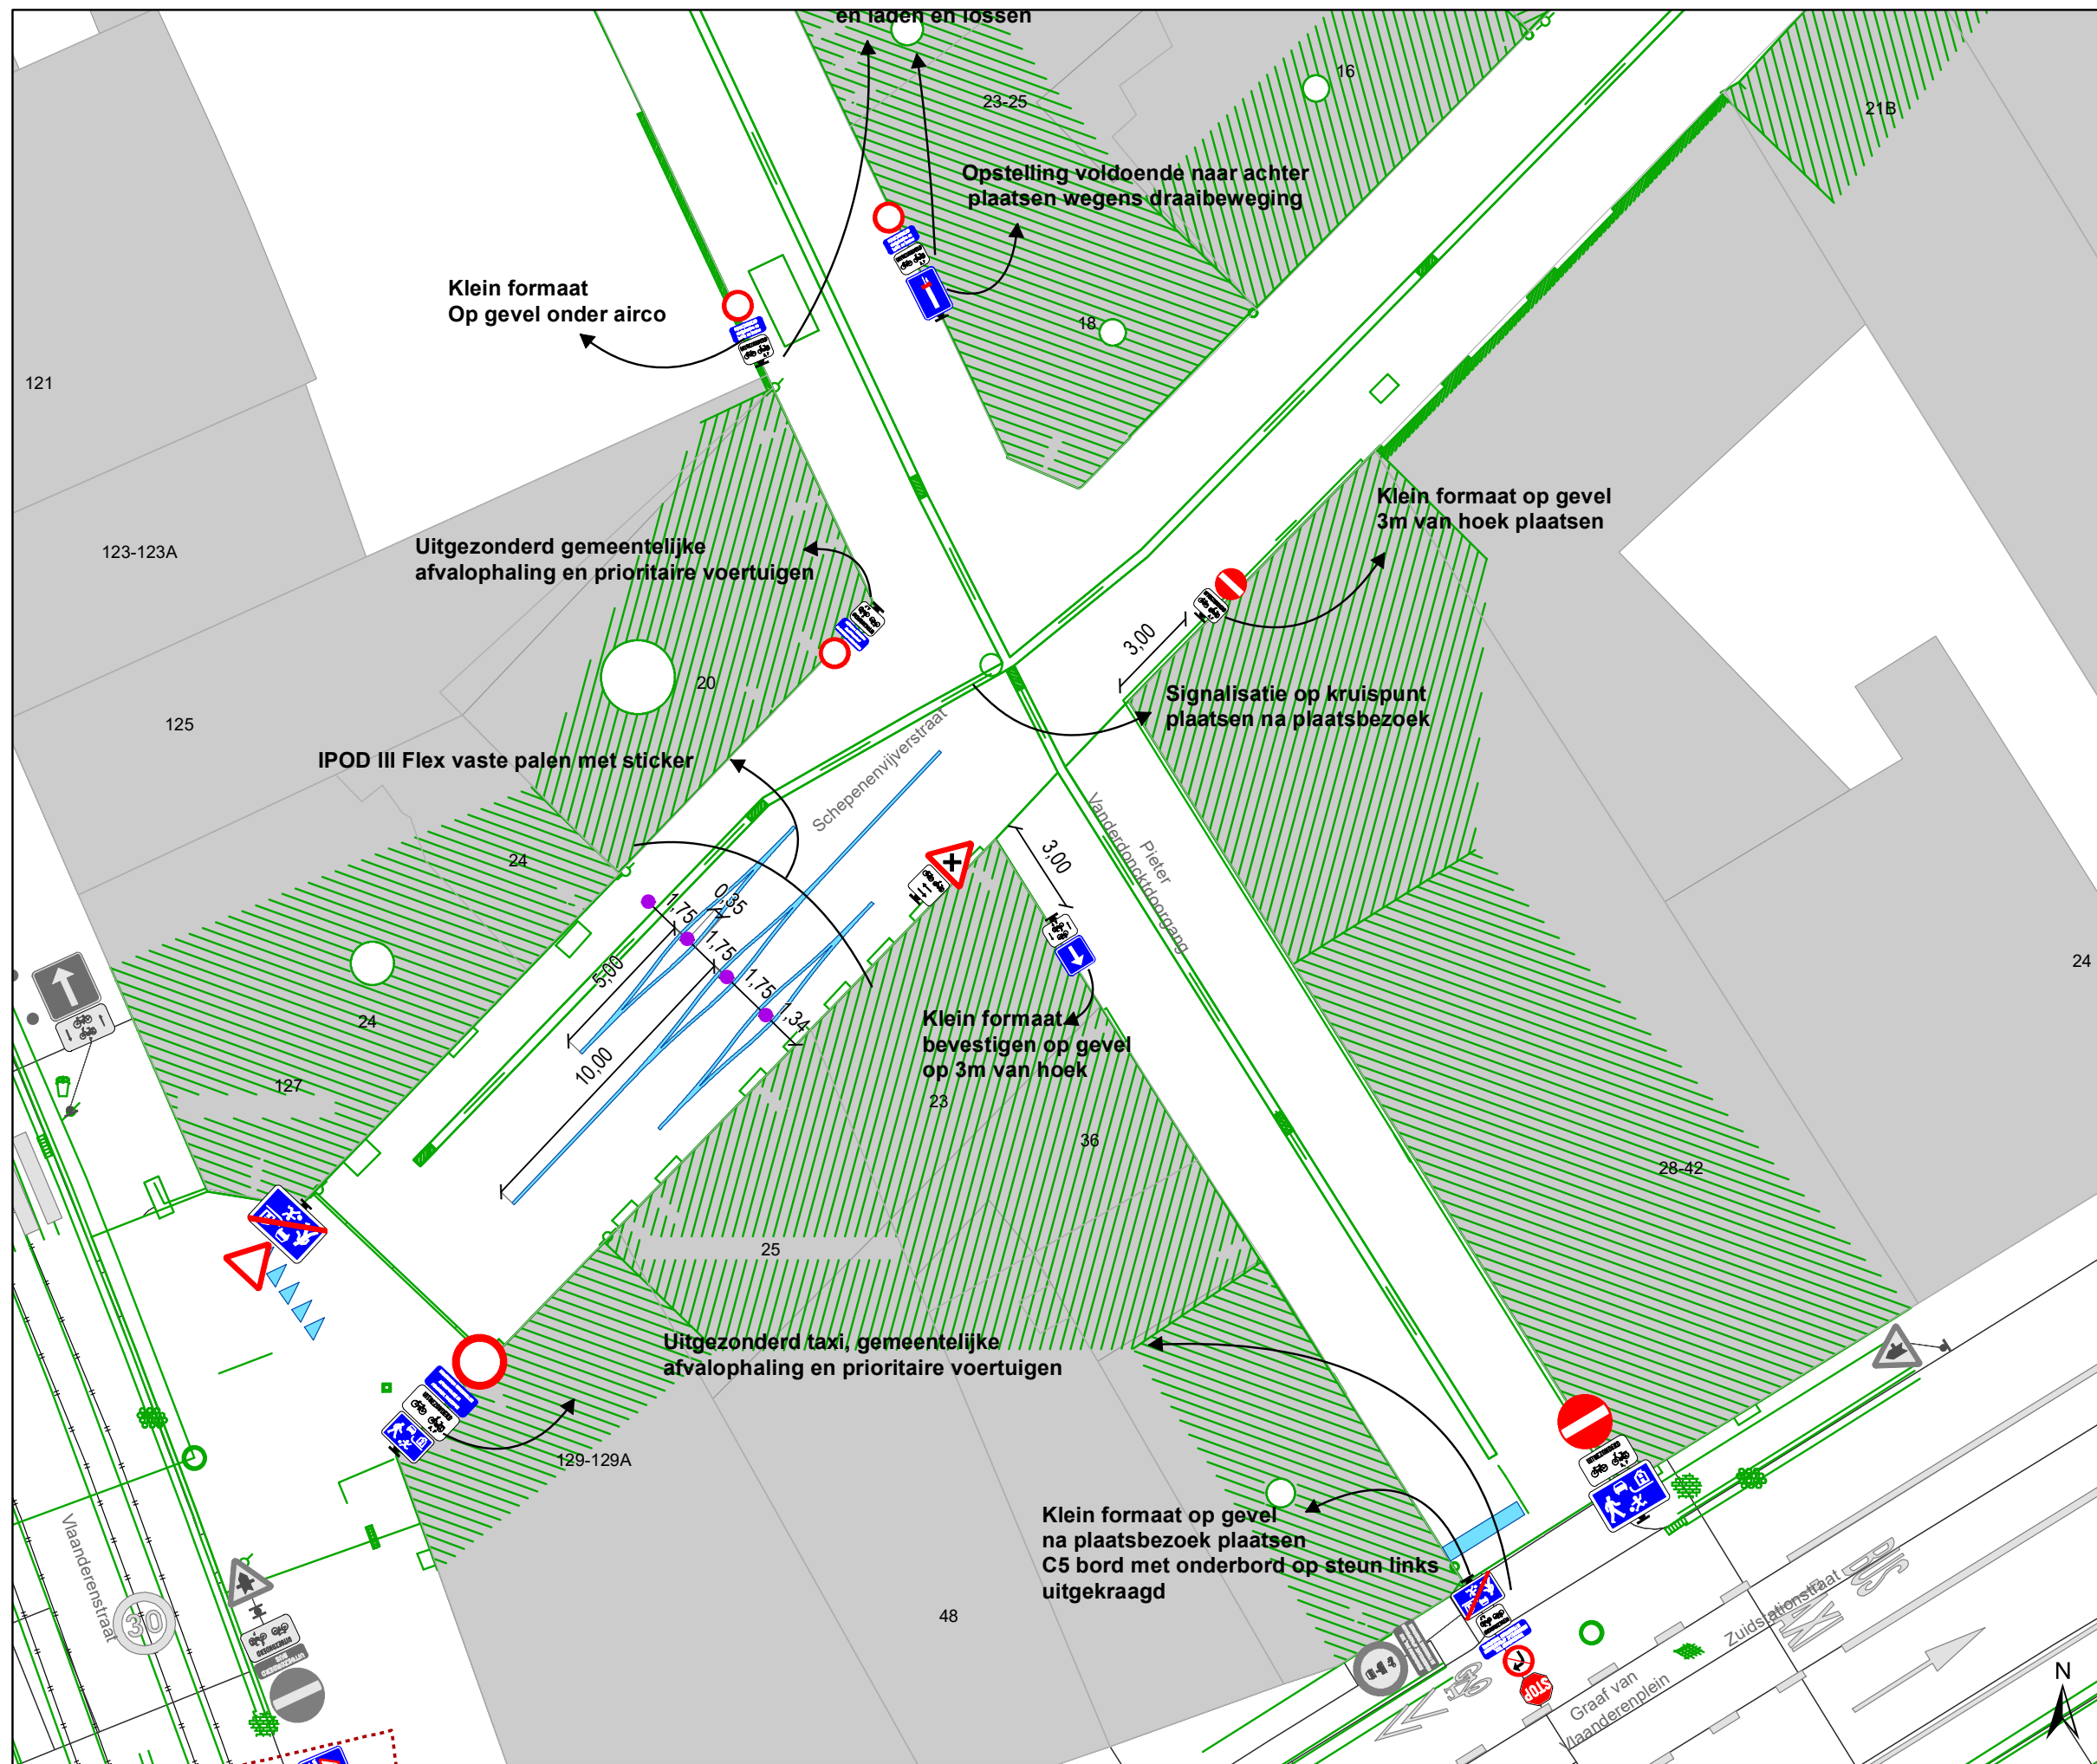 en laden en lossen
16
23-25
21B
Opstelling voldoende naar achter
plaatsen wegens draaibeweging
Klein formaat
Op gevel onder airco
18
121
Klein formaat op gevel
3m van hoek plaatsen
123-123A
Uitgezonderd gemeentelijke
afvalophaling en prioritaire voertuigen
3,00
20
Signalisatie op kruispunt
plaatsen na plaatsbezoek
125
IPOD III Flex vaste palen met sticker
Schepenenvijverstraat
Pieter
Vanderdoncktdoorgang
3,00
24
1,75
0,35
1,75
1,75
1,34
5,00
10,00
24
24
127
Klein formaat
bevestigen op gevel
op 3m van hoek
23
36
28-42
25
Uitgezonderd taxi, gemeentelijke
afvalophaling en prioritaire voertuigen
129-129A
Klein formaat op gevel
na plaatsbezoek plaatsen
C5 bord met onderbord op steun links
uitgekraagd
48
Vlaanderenstraat
30
UITGEZONDERD
UITGEZONDERD
BUS
STOP
BUS
Zuidstationstraat
Graaf van
Vlaanderenplein
N